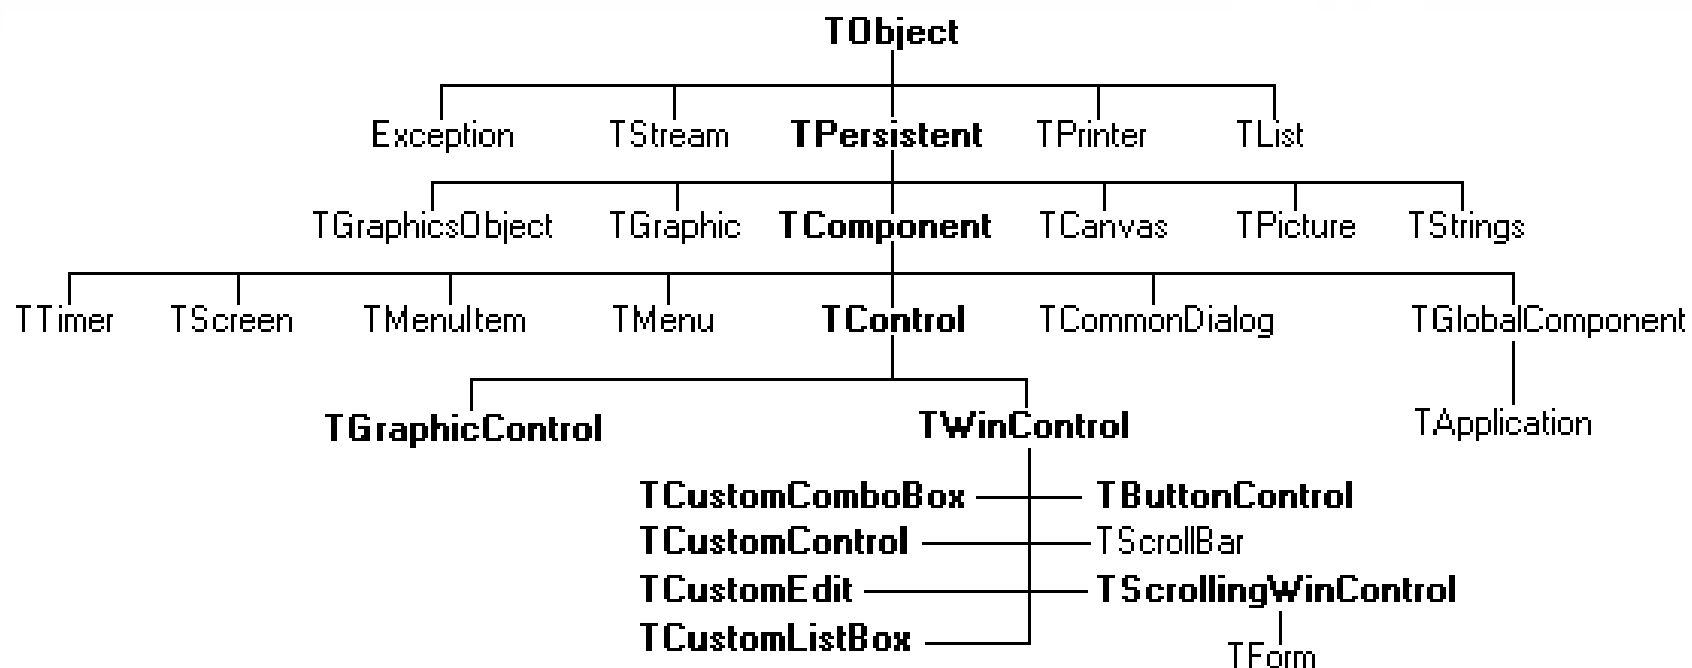 TObject
Exception TStream TPersistent TPrinter TList
TGraphicsObject TGraphic TComponent TCanvas TPicture TStrings
TTimer TScreen TMenuItem TMenu TControl TCommonDialog TGlobalComponent
TGraphicControl TWinControl TApplication
TCustomComboBox TButtonControl
TCustomControl TScrollBar
TCustomEdit TScrollingWinControl
TCustomListBox
TForm